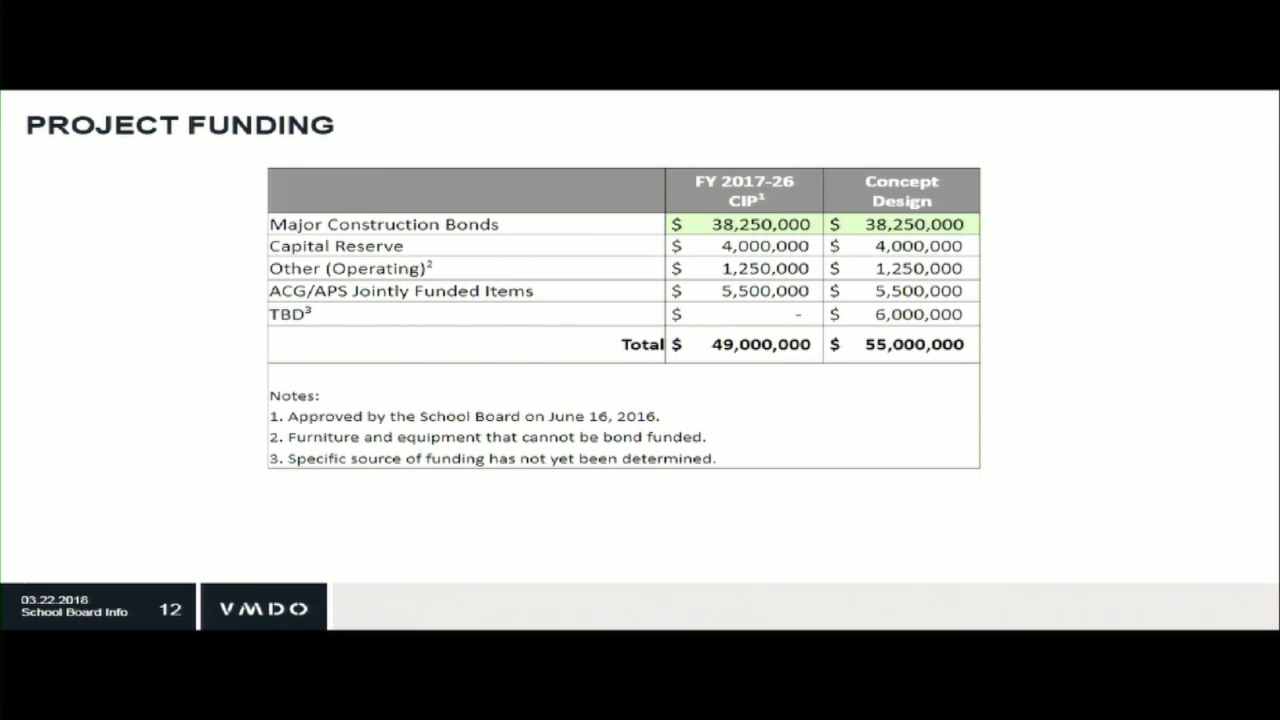 PROJECT FUNDING
FY 2017-26 CIP¹ Concept Design
Major Construction Bonds $ 38,250,000 $ 38,250,000
Capital Reserve $ 4,000,000 $ 4,000,000
Other (Operating)² $ 1,250,000 $ 1,250,000
ACG/APS Jointly Funded Items $ 5,500,000 $ 5,500,000
TBD³ $ - $ 6,000,000
Total $ 49,000,000 $ 55,000,000
Notes:
1. Approved by the School Board on June 16, 2016.
2. Furniture and equipment that cannot be bond funded.
3. Specific source of funding has not yet been determined.
03.22.2018
School Board Info 12
VMDO